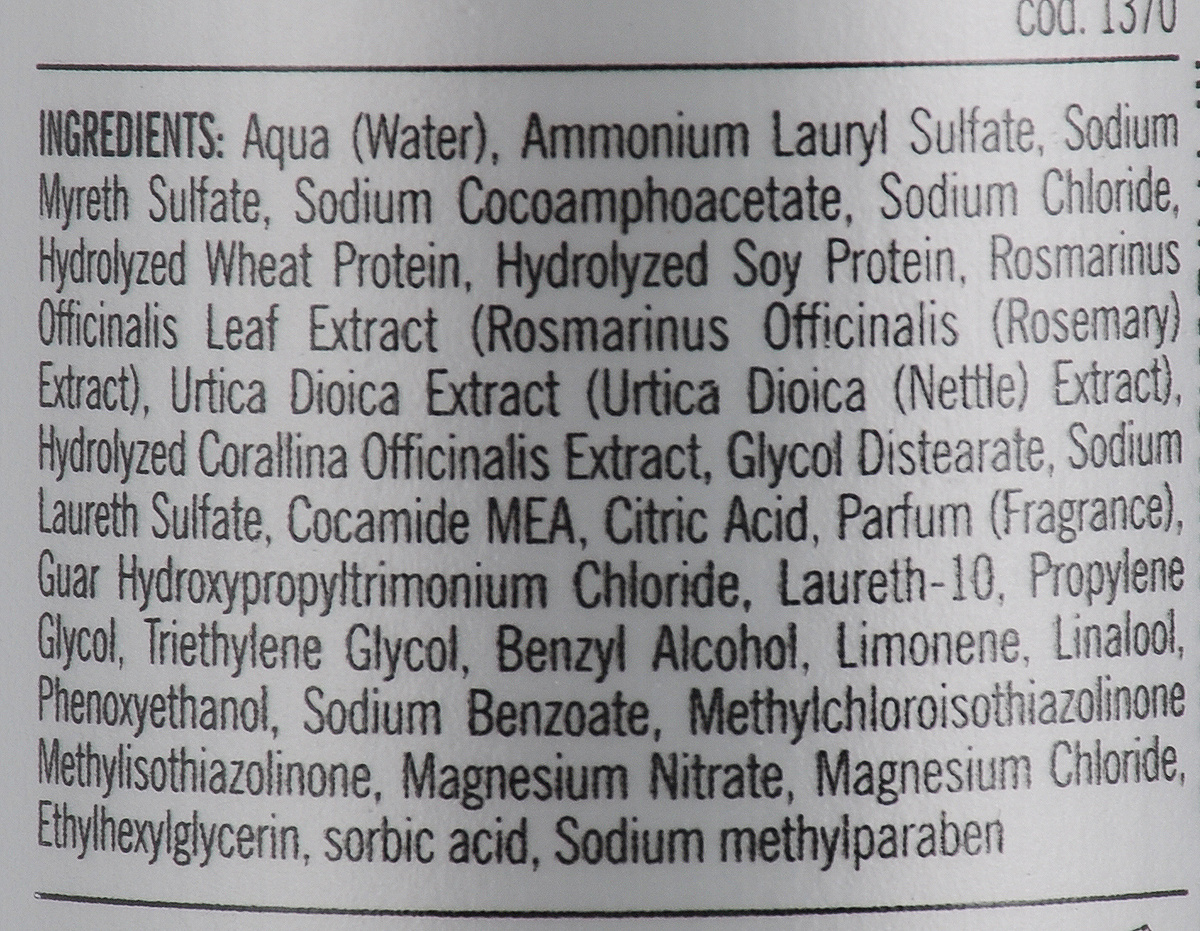 cod. 1370
INGREDIENTS: Aqua (Water), Ammonium Lauryl Sulfate, Sodium
Myreth Sulfate, Sodium Cocoamphoacetate, Sodium Chloride,
Hydrolyzed Wheat Protein, Hydrolyzed Soy Protein, Rosmarinus
Officinalis Leaf Extract (Rosmarinus Officinalis (Rosemary)
Extract), Urtica Dioica Extract (Urtica Dioica (Nettle) Extract),
Hydrolyzed Corallina Officinalis Extract, Glycol Distearate, Sodium
Laureth Sulfate, Cocamide MEA, Citric Acid, Parfum (Fragrance),
Guar Hydroxypropyltrimonium Chloride, Laureth-10, Propylene
Glycol, Triethylene Glycol, Benzyl Alcohol, Limonene, Linalool,
Phenoxyethanol, Sodium Benzoate, Methylchloroisothiazolinone
Methylisothiazolinone, Magnesium Nitrate, Magnesium Chloride,
Ethylhexylglycerin, sorbic acid, Sodium methylparaben